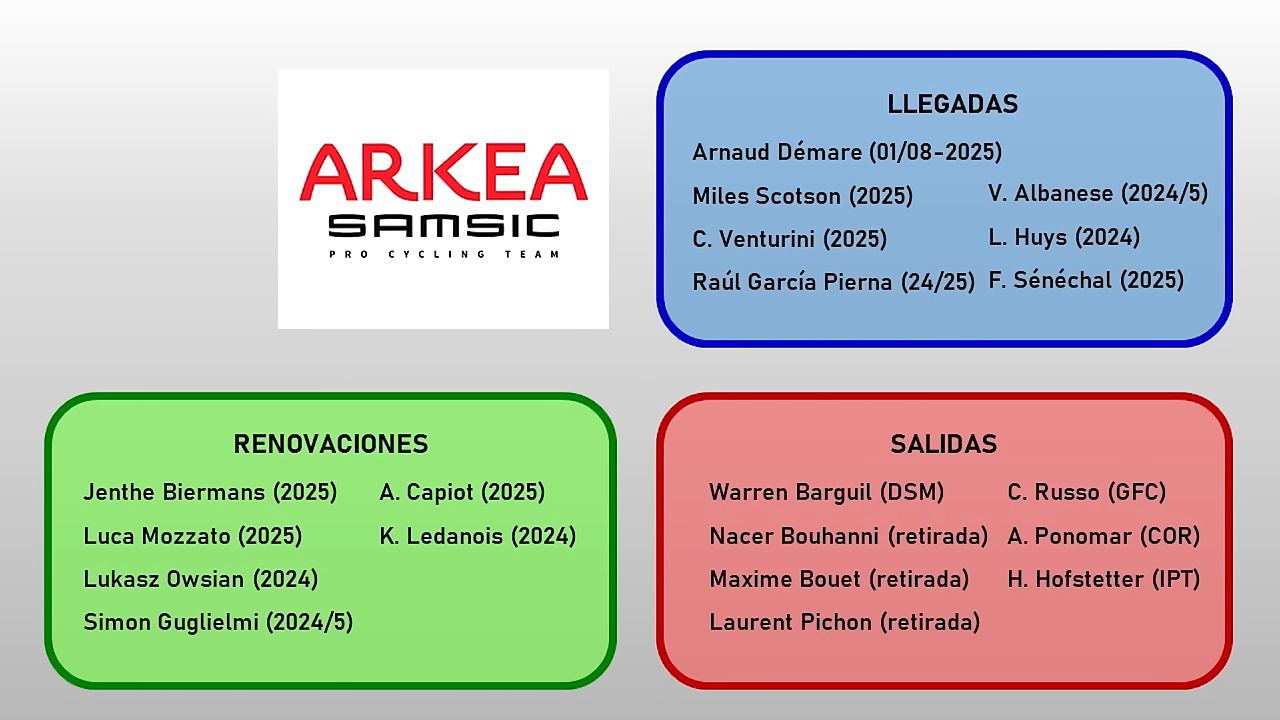 ARKEA
SAMSIC
PRO CYCLING TEAM
LLEGADAS
Arnaud Démare (01/08-2025)
Miles Scotson (2025)
C. Venturini (2025)
Raúl García Pierna (24/25)
V. Albanese (2024/5)
L. Huys (2024)
F. Sénéchal (2025)
RENOVACIONES
Jenthe Biermans (2025)
Luca Mozzato (2025)
Lukasz Owsian (2024)
Simon Guglielmi (2024/5)
A. Capiot (2025)
K. Ledanois (2024)
SALIDAS
Warren Barguil (DSM)
Nacer Bouhanni (retirada)
Maxime Bouet (retirada)
Laurent Pichon (retirada)
C. Russo (GFC)
A. Ponomar (COR)
H. Hofstetter (IPT)